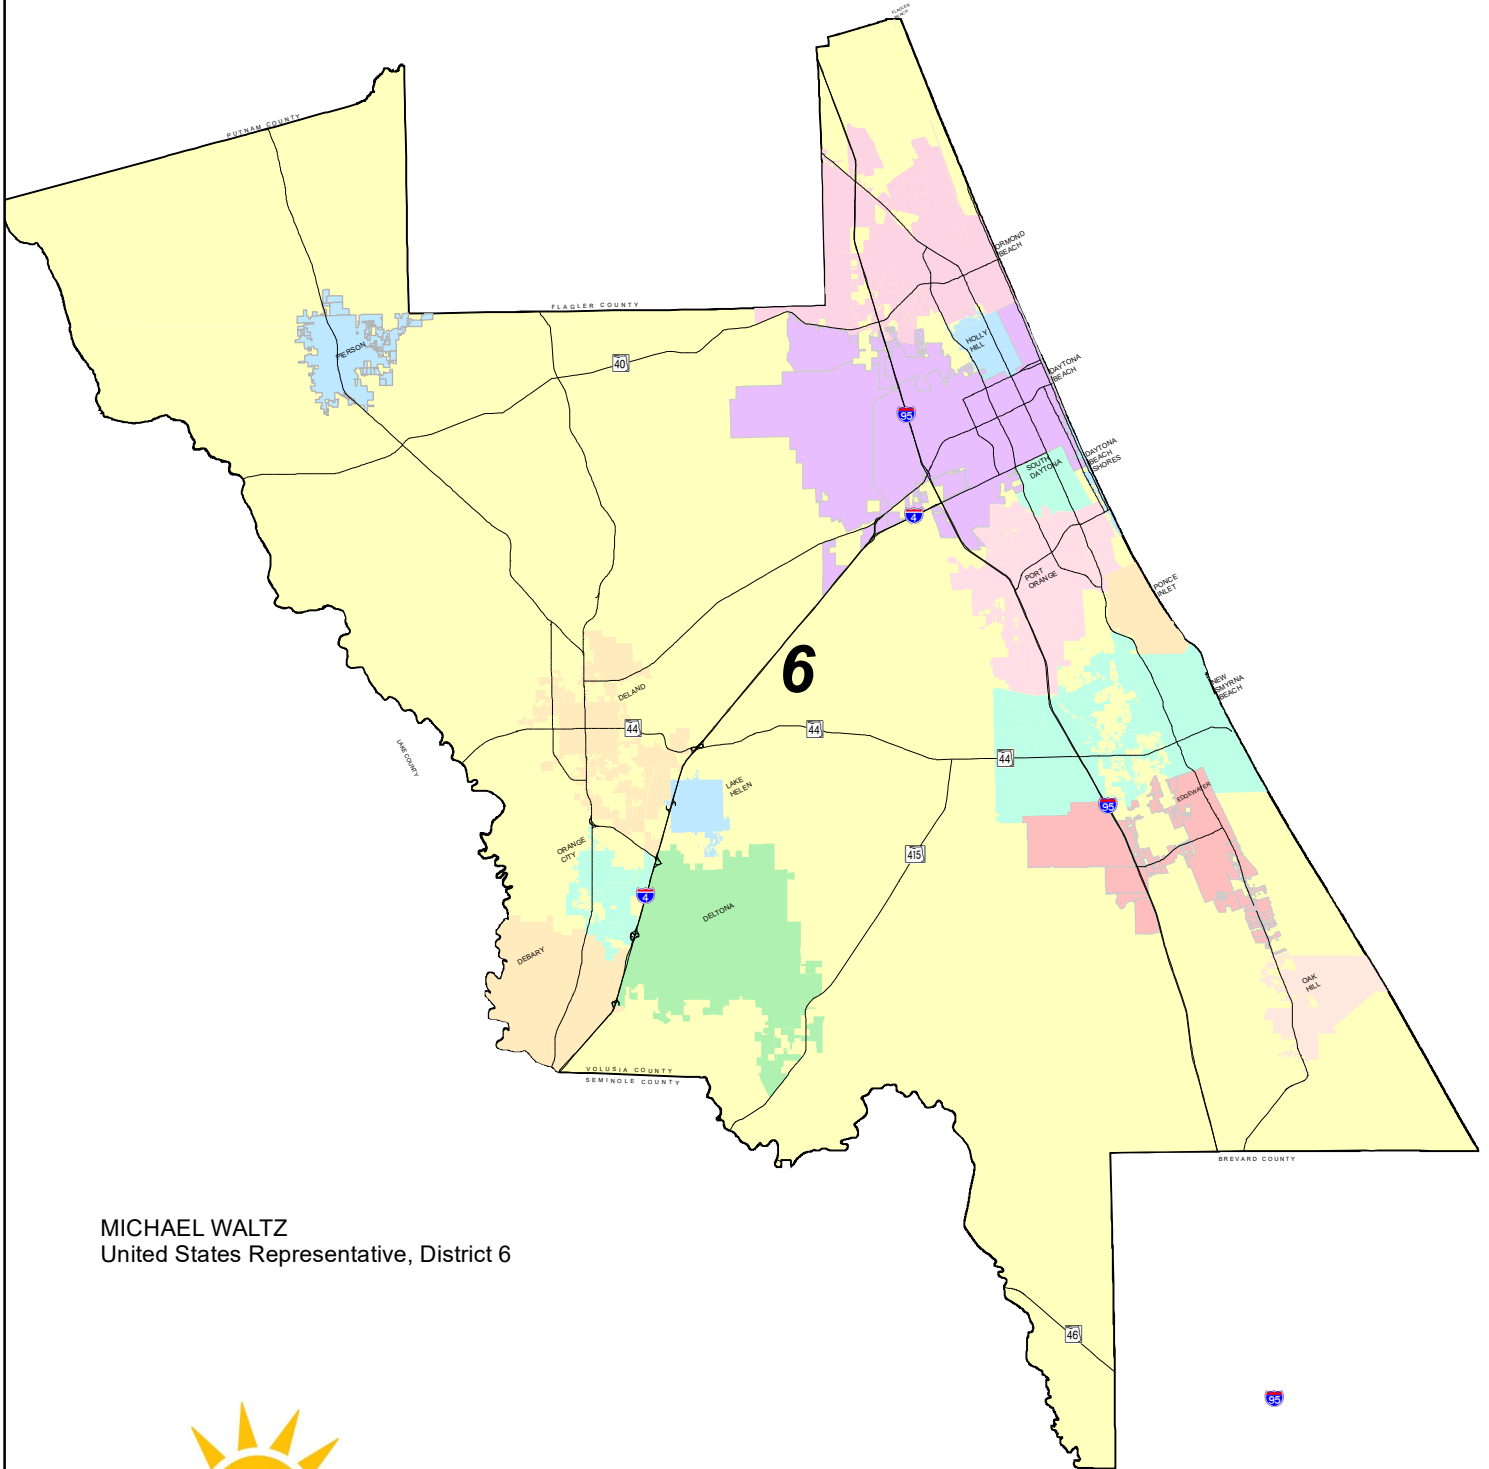 FLAGLER
BEACH
PUTNAM COUNTY
ORMOND
BEACH
FLAGLER COUNTY
HOLLY
HILL
PIERSON
40
DAYTONA
BEACH
95
DAYTONA
BEACH
SHORES
SOUTH
DAYTONA
4
PORT
ORANGE
PONCE
INLET
6
DELAND
NEW
SMYRNA
BEACH
44
44
44
LAKE COUNTY
LAKE
HELEN
EDGEWATER
95
ORANGE
CITY
415
4
DELTONA
DEBARY
OAK
HILL
VOLUSIA COUNTY
SEMINOLE COUNTY
BREVARD COUNTY
MICHAEL WALTZ
United States Representative, District 6
46
95